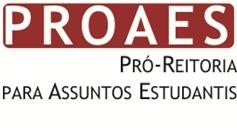 PROAES
PRÓ-REITORIA
PARA ASSUNTOS ESTUDANTIS